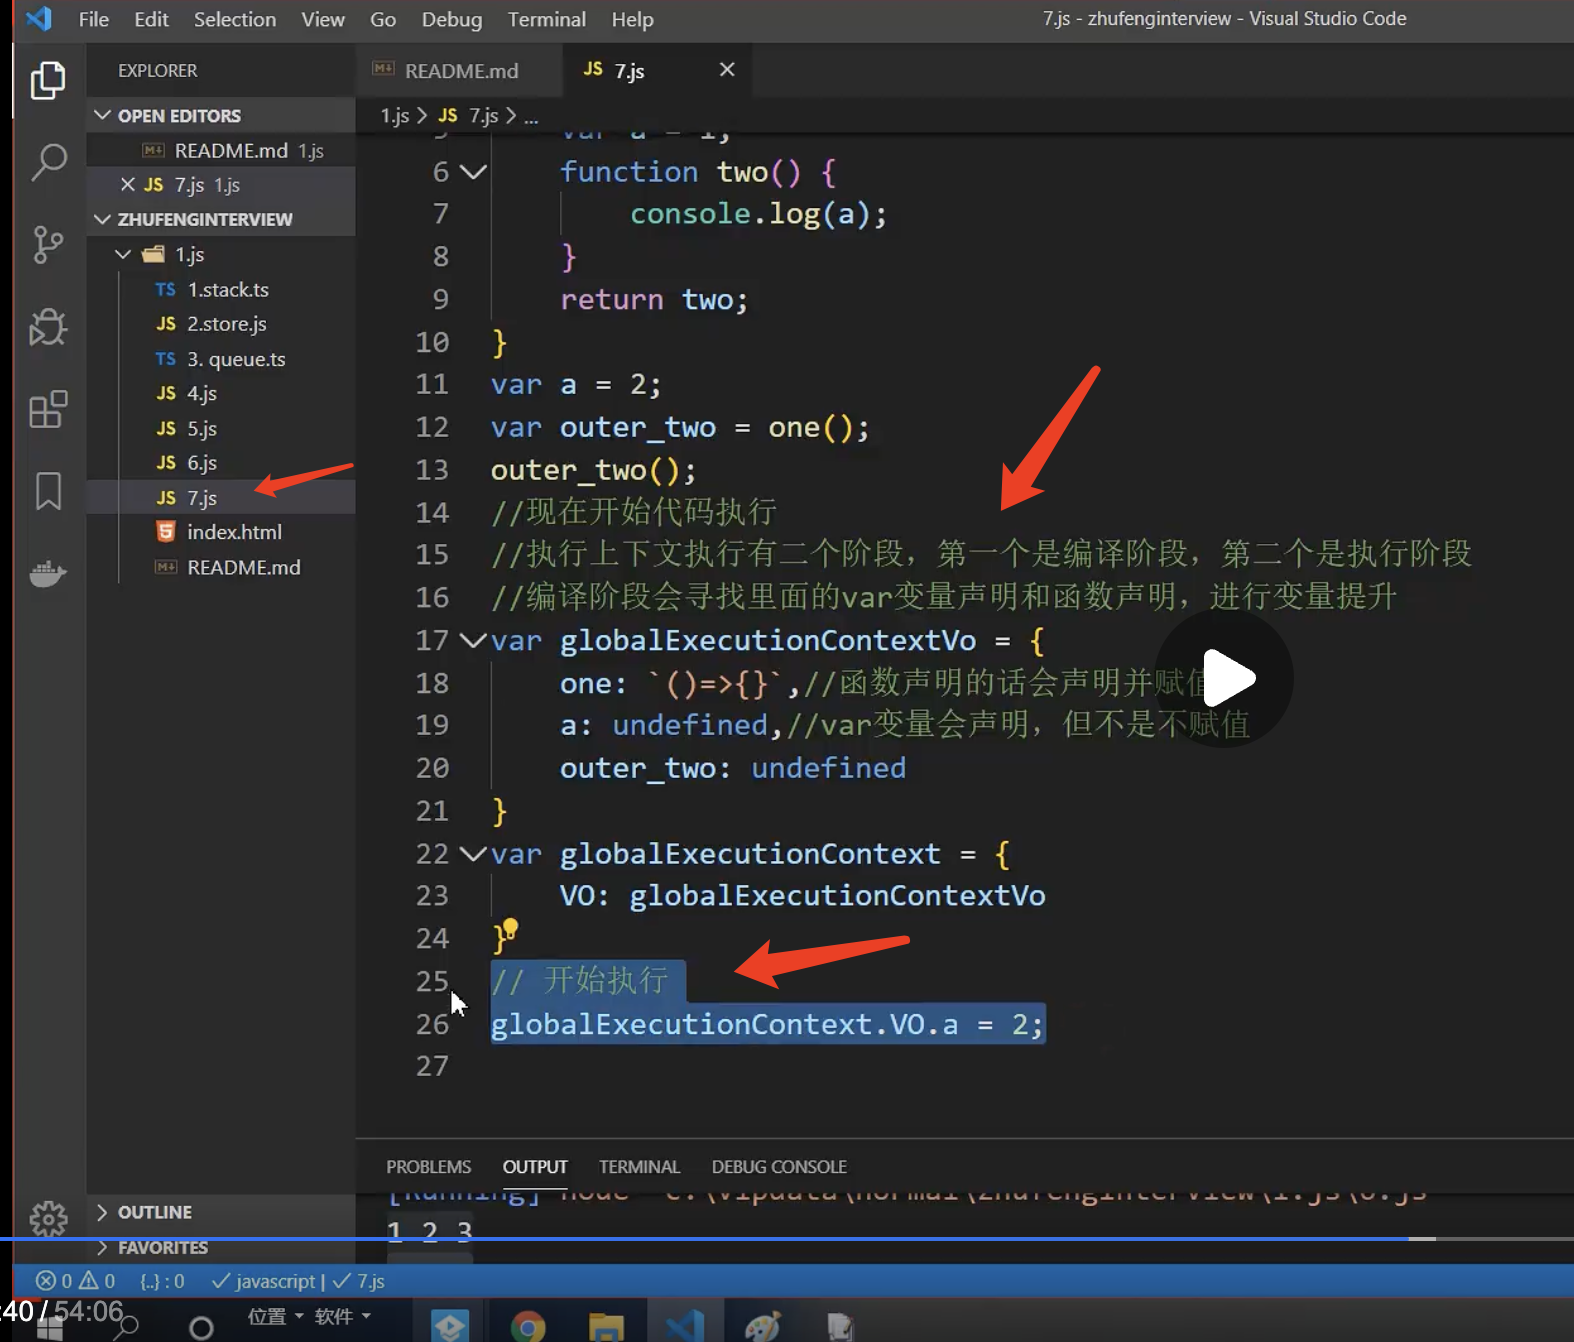 File Edit Selection View Go Debug Terminal Help
7.js - zhufenginterview - Visual Studio Code
EXPLORER
OPEN EDITORS
README.md 1.js
JS 7.js 1.js
ZHUFENGINTERVIEW
1.js
TS 1.stack.ts
JS 2.store.js
TS 3. queue.ts
JS 4.js
JS 5.js
JS 6.js
JS 7.js
index.html
README.md
OUTLINE
FAVORITES
README.md
JS 7.js
1.js > JS 7.js > ...
5 var a = 1;
6 function two() {
7 console.log(a);
8 }
9 return two;
10 }
11 var a = 2;
12 var outer_two = one();
13 outer_two();
14 //现在开始代码执行
15 //执行上下文执行有二个阶段，第一个是编译阶段，第二个是执行阶段
16 //编译阶段会寻找里面的var变量声明和函数声明，进行变量提升
17 var globalExecutionContextVo = {
18 one: `()=>{}`,//函数声明的话会声明并赋值
19 a: undefined,//var变量会声明，但不是不赋值
20 outer_two: undefined
21 }
22 var globalExecutionContext = {
23 VO: globalExecutionContextVo
24 }
25 // 开始执行
26 globalExecutionContext.VO.a = 2;
27
PROBLEMS OUTPUT TERMINAL DEBUG CONSOLE
1 2 3
0 0 {..} : 0 javascript | 7.js
:40 / 54:06
位置 软件